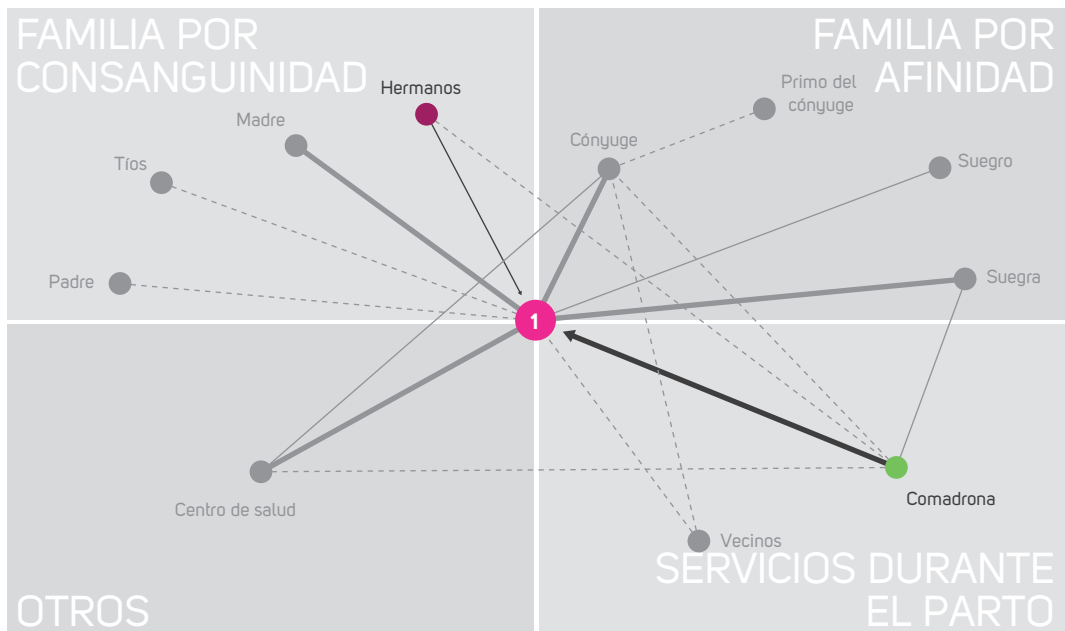 FAMILIA POR
CONSANGUINIDAD
FAMILIA POR
AFINIDAD
Hermanos
Madre
Tíos
Padre
Primo del
cónyuge
Cónyuge
Suegro
Suegra
1
Centro de salud
Comadrona
Vecinos
OTROS
SERVICIOS DURANTE
EL PARTO